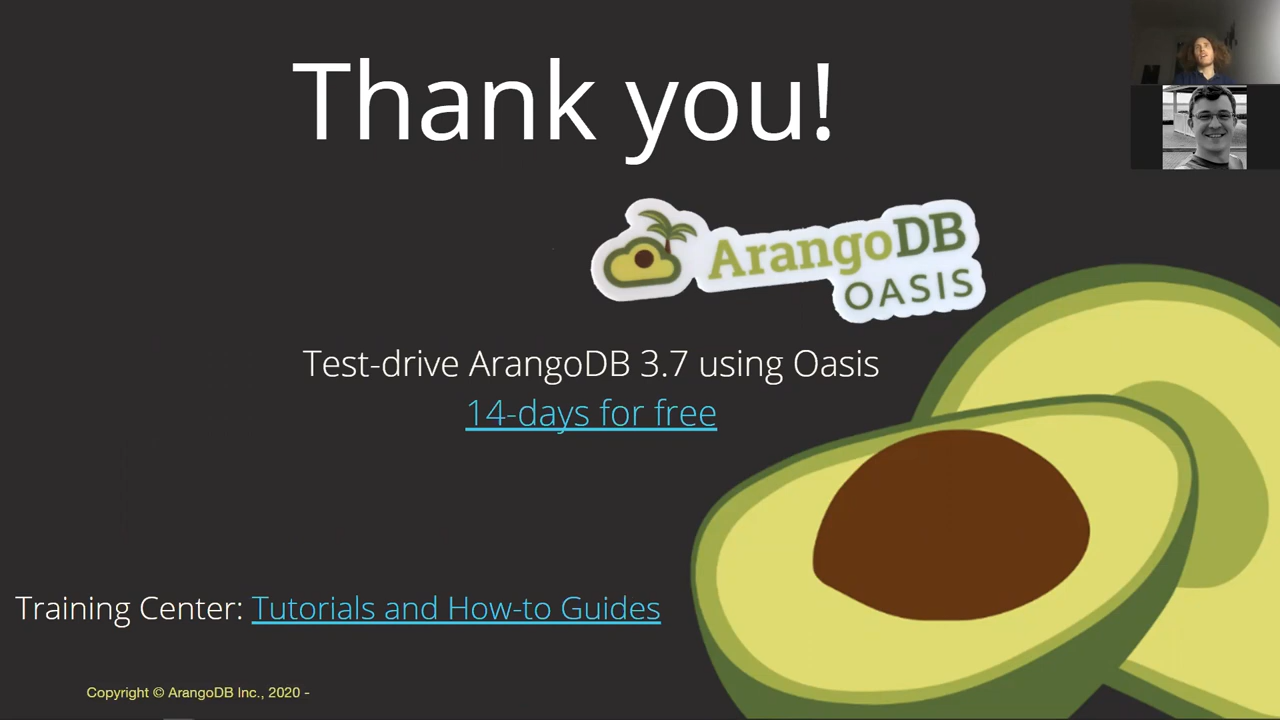 Thank you!
ArangoDB
OASIS
Test-drive ArangoDB 3.7 using Oasis
14-days for free
Training Center: Tutorials and How-to Guides
Copyright © ArangoDB Inc., 2020 -